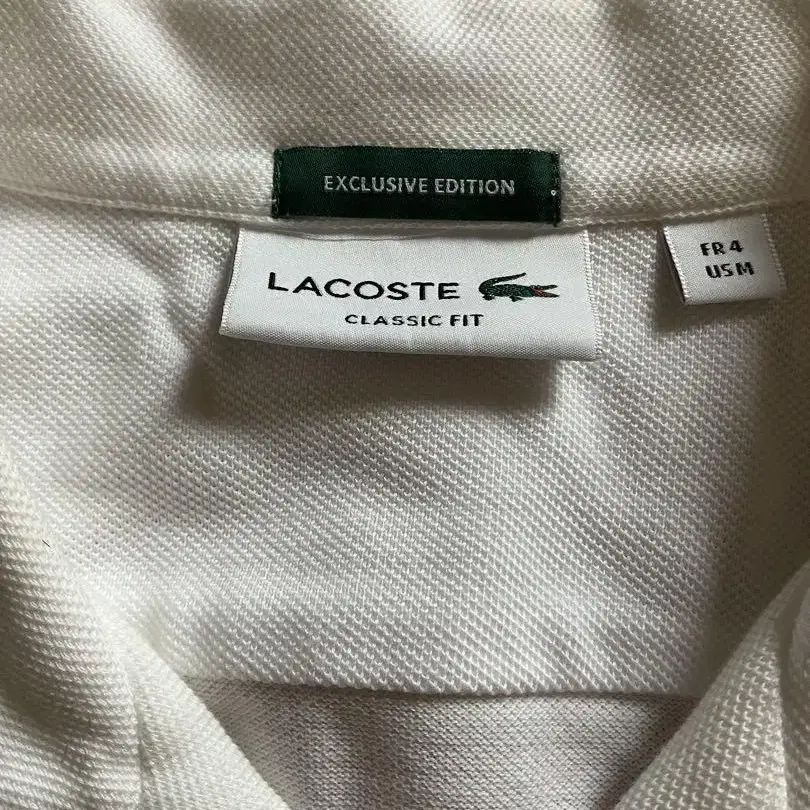 EXCLUSIVE EDITION
LACOSTE
CLASSIC FIT
FR 4
US M